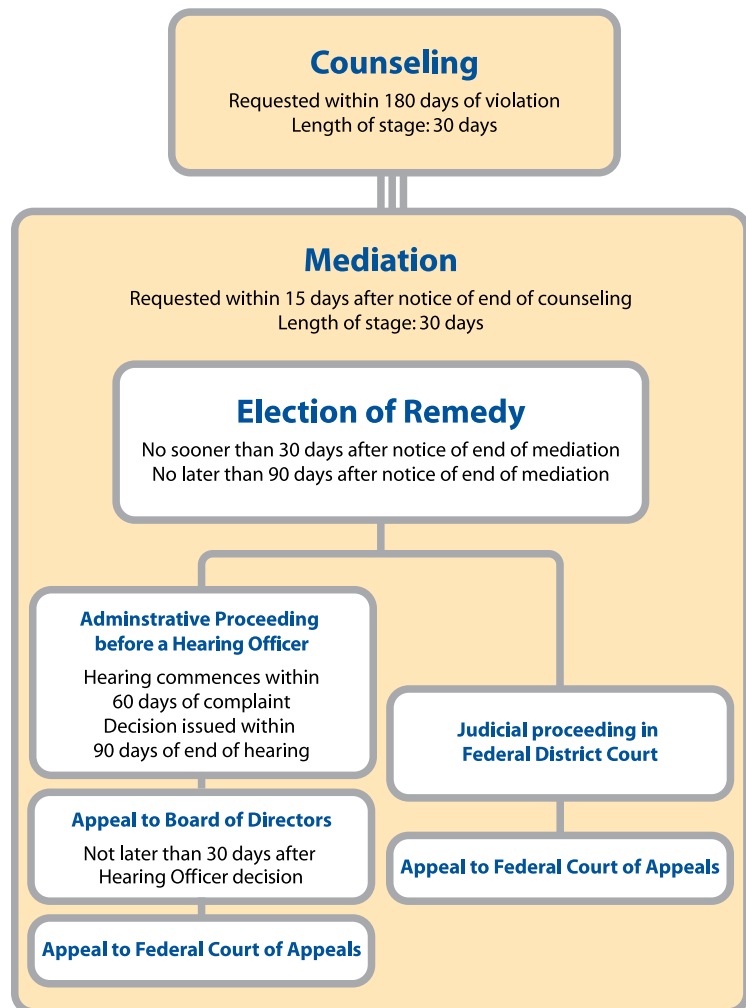 Counseling
Requested within 180 days of violation
Length of stage: 30 days
Mediation
Requested within 15 days after notice of end of counseling
Length of stage: 30 days
Election of Remedy
No sooner than 30 days after notice of end of mediation
No later than 90 days after notice of end of mediation
Adminstrative Proceeding
before a Hearing Officer
Hearing commences within
60 days of complaint
Decision issued within
90 days of end of hearing
Appeal to Board of Directors
Not later than 30 days after
Hearing Officer decision
Appeal to Federal Court of Appeals
Judicial proceeding in
Federal District Court
Appeal to Federal Court of Appeals